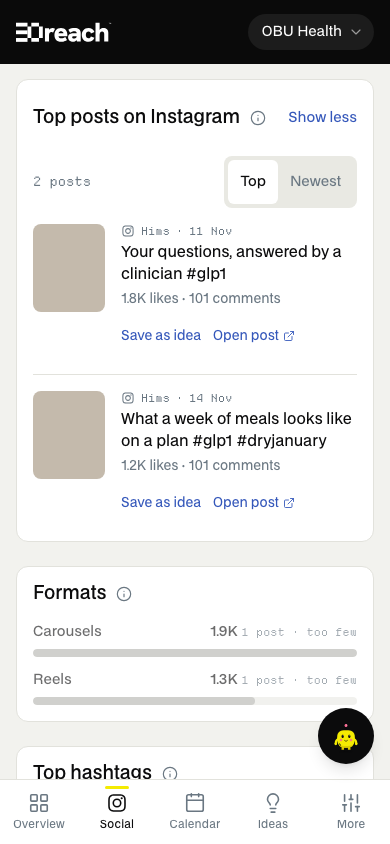 reach
OBU Health
Top posts on Instagram
Show less
2 posts
Top
Newest
Hims · 11 Nov
Your questions, answered by a
clinician #glp1
1.8K likes · 101 comments
Save as idea Open post
Hims · 14 Nov
What a week of meals looks like
on a plan #glp1 #dryjanuary
1.2K likes · 101 comments
Save as idea Open post
Formats
Carousels
1.9K 1 post · too few
Reels
1.3K 1 post · too few
Top hashtags
Overview
Social
Calendar
Ideas
More